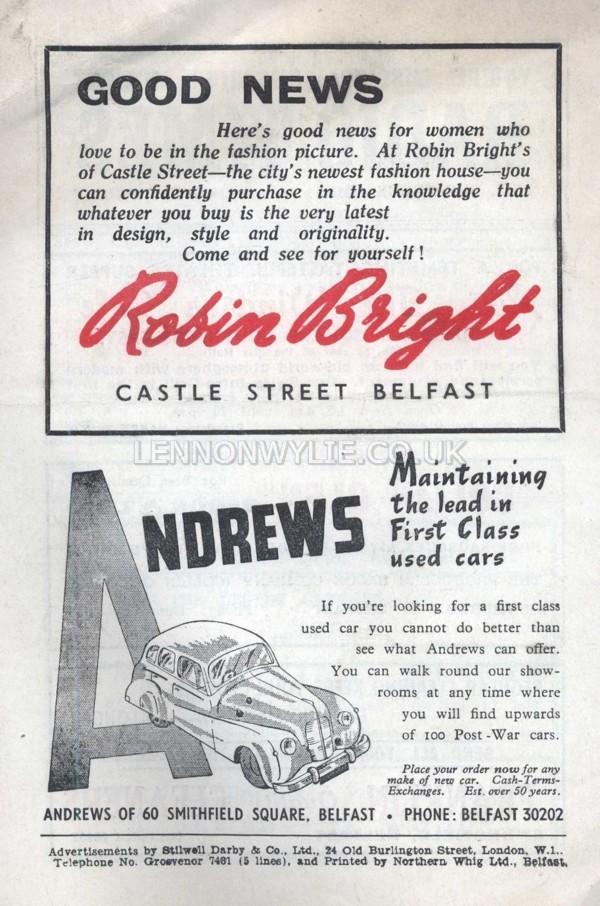 GOOD NEWS
Here's good news for women who
love to be in the fashion picture. At Robin Bright's
of Castle Street—the city's newest fashion house—you
can confidently purchase in the knowledge that
whatever you buy is the very latest
in design, style and originality.
Come and see for yourself!
Robin Bright
CASTLE STREET BELFAST
LENNONWYLIE.CO.UK
ANDREWS
Maintaining
the lead in
First Class
used cars
If you're looking for a first class
used car you cannot do better than
see what Andrews can offer.
You can walk round our show-
rooms at any time where
you will find upwards
of 100 Post-War cars.
Place your order now for any
make of new car. Cash-Terms-
Exchanges. Est. over 50 years.
ANDREWS OF 60 SMITHFIELD SQUARE, BELFAST • PHONE: BELFAST 30202
Advertisements by Stilwell Darby & Co., Ltd., 24 Old Burlington Street, London, W.1..
Telephone No. Grosvenor 7481 (5 lines), and Printed by Northern Whig Ltd., Belfast.